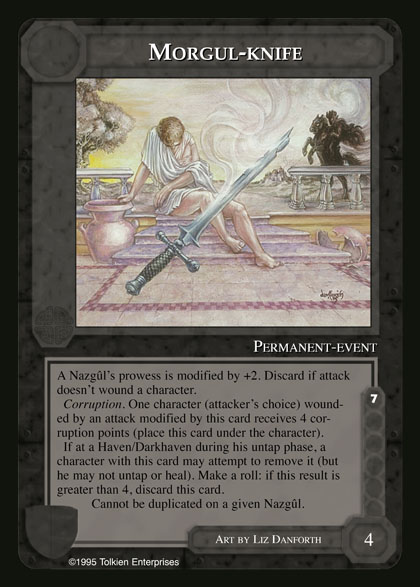 MORGUL-KNIFE
PERMANENT-EVENT
A Nazgûl's prowess is modified by +2. Discard if attack
doesn't wound a character.
Corruption. One character (attacker's choice) wound-
ed by an attack modified by this card receives 4 cor-
ruption points (place this card under the character).
If at a Haven/Darkhaven during his untap phase, a
character with this card may attempt to remove it (but
he may not untap or heal). Make a roll: if this result is
greater than 4, discard this card.
Cannot be duplicated on a given Nazgûl.
7
ART BY LIZ DANFORTH
4
©1995 Tolkien Enterprises